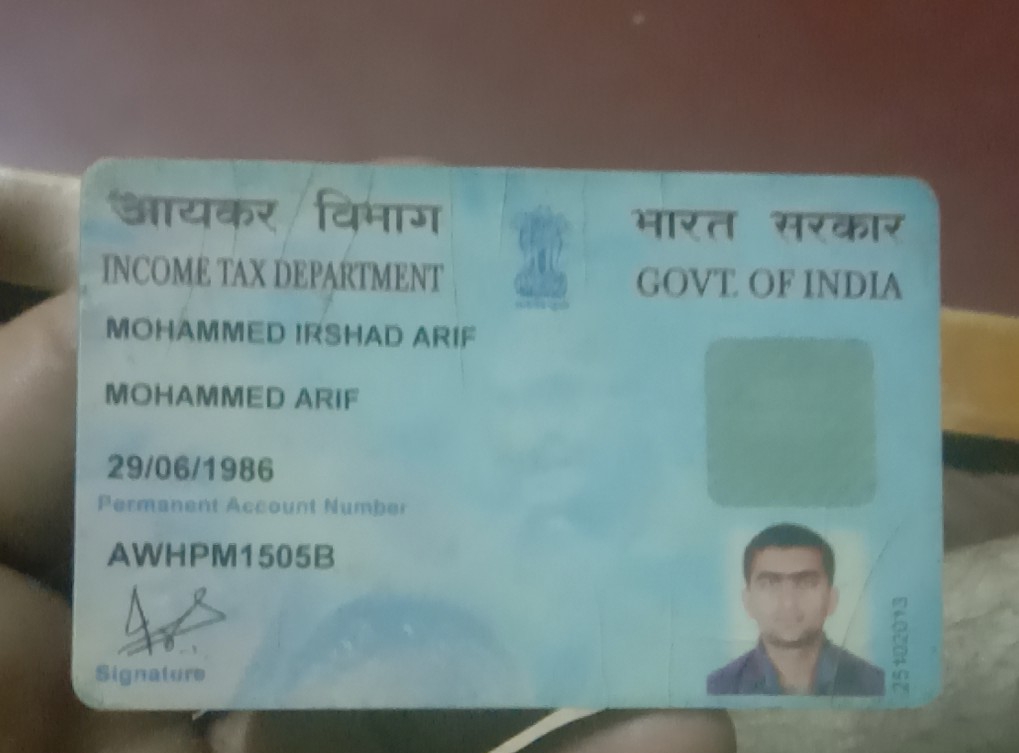 आयकर विभाग
भारत सरकार
INCOME TAX DEPARTMENT
GOVT. OF INDIA
MOHAMMED IRSHAD ARIF
MOHAMMED ARIF
29/06/1986
Permanent Account Number
AWHPM1505B
Signature
25102013